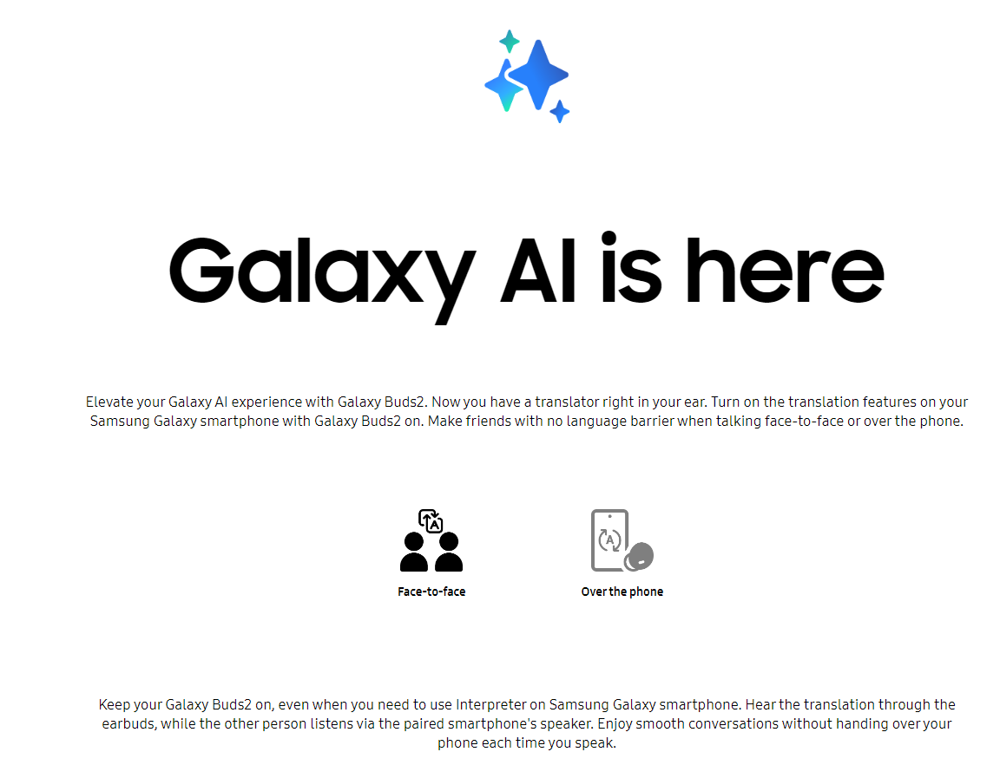 Galaxy AI is here
Elevate your Galaxy AI experience with Galaxy Buds2. Now you have a translator right in your ear. Turn on the translation features on your
Samsung Galaxy smartphone with Galaxy Buds2 on. Make friends with no language barrier when talking face-to-face or over the phone.
A
A
Face-to-face
Over the phone
Keep your Galaxy Buds2 on, even when you need to use Interpreter on Samsung Galaxy smartphone. Hear the translation through the
earbuds, while the other person listens via the paired smartphone's speaker. Enjoy smooth conversations without handing over your
phone each time you speak.